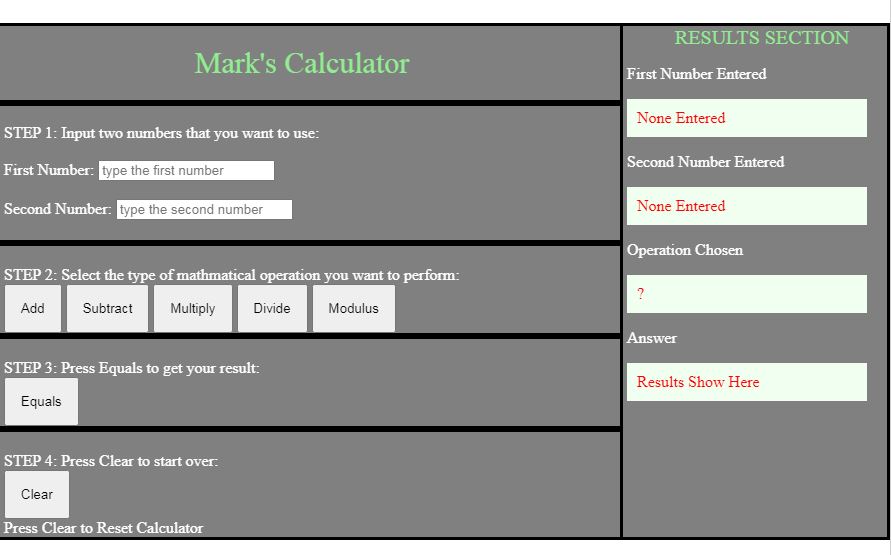 Mark's Calculator
STEP 1: Input two numbers that you want to use:
First Number: type the first number
Second Number: type the second number
STEP 2: Select the type of mathmatical operation you want to perform:
Add Subtract Multiply Divide Modulus
STEP 3: Press Equals to get your result:
Equals
STEP 4: Press Clear to start over:
Clear
Press Clear to Reset Calculator
RESULTS SECTION
First Number Entered
None Entered
Second Number Entered
None Entered
Operation Chosen
?
Answer
Results Show Here